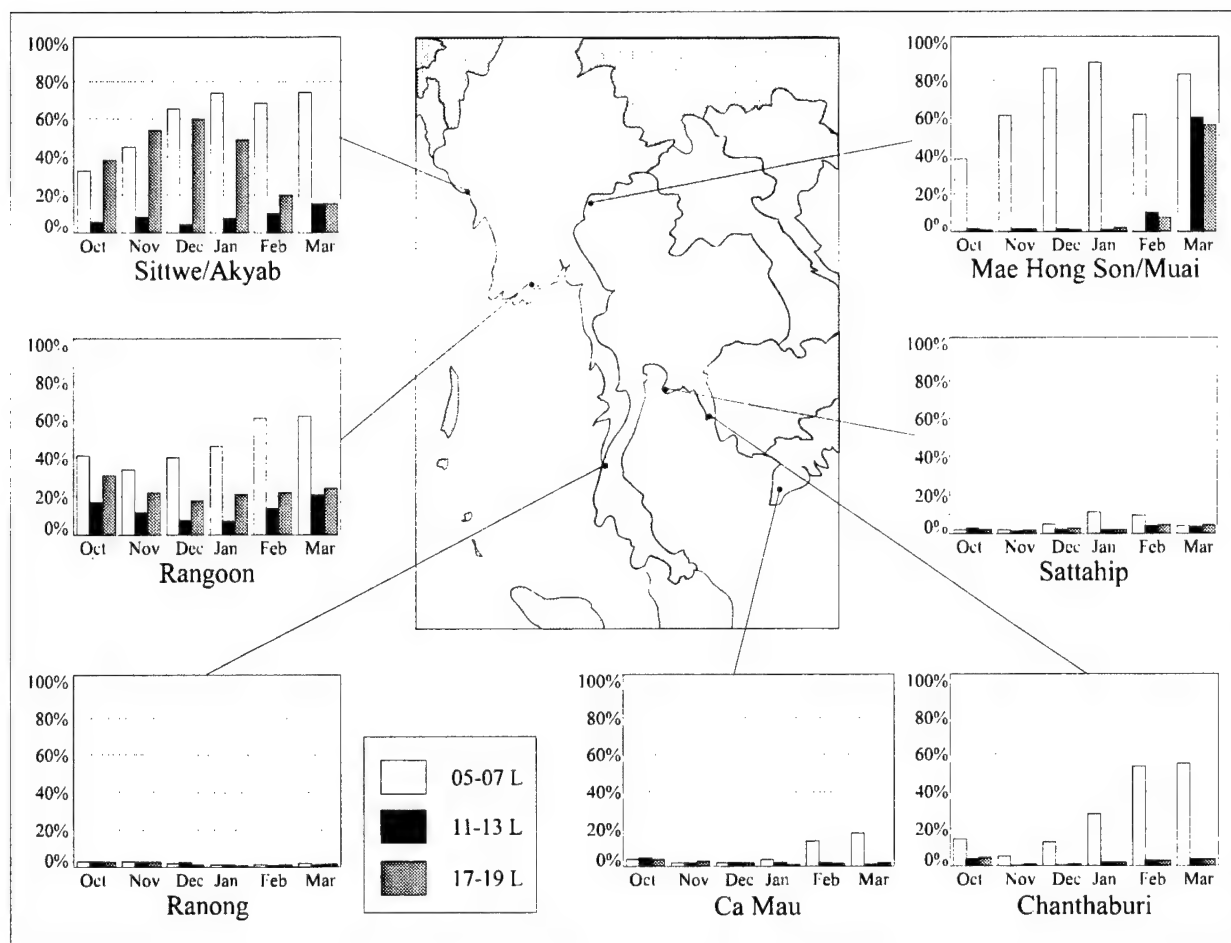 100%
80%
60%
40%
20%
0%
Oct Nov Dec Jan Feb Mar
Sittwe/Akyab
100%
80%
60%
40%
20%
0%
Oct Nov Dec Jan Feb Mar
Mae Hong Son/Muai
100%
80%
60%
40%
20%
0%
Oct Nov Dec Jan Feb Mar
Rangoon
100%
80%
60%
40%
20%
0%
Oct Nov Dec Jan Feb Mar
Sattahip
100%
80%
60%
40%
20%
0%
Oct Nov Dec Jan Feb Mar
Ranong
05-07 L
11-13 L
17-19 L
100%
80%
60%
40%
20%
0%
Oct Nov Dec Jan Feb Mar
Ca Mau
100%
80%
60%
40%
20%
0%
Oct Nov Dec Jan Feb Mar
Chanthaburi